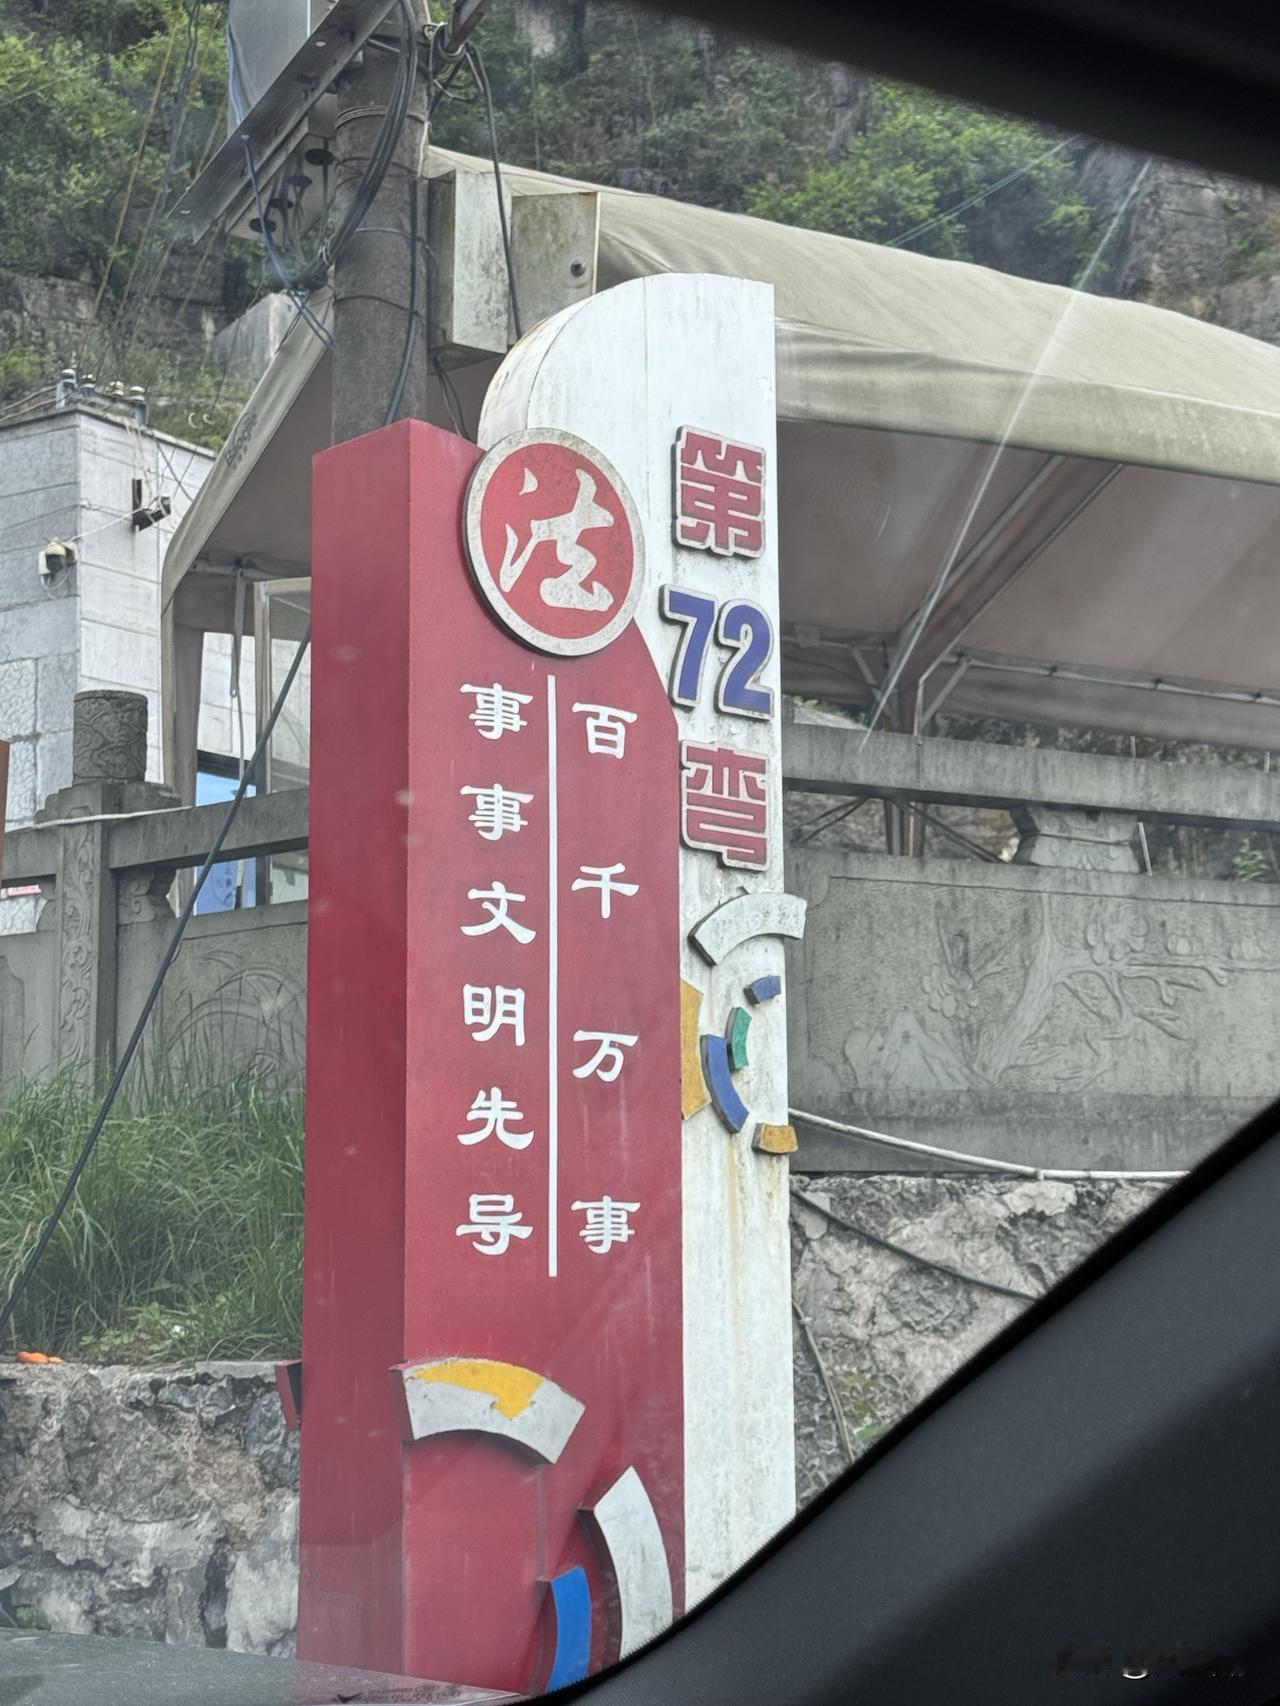 第72弯
法
百千万事
事事文明先导